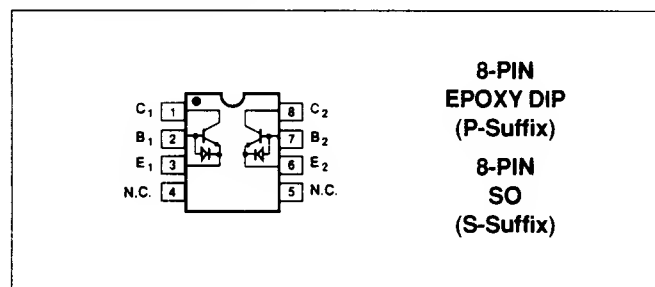 C1 1 8 C2
B1 2 7 B2
E1 3 6 E2
N.C. 4 5 N.C.
8-PIN
EPOXY DIP
(P-Suffix)
8-PIN
SO
(S-Suffix)